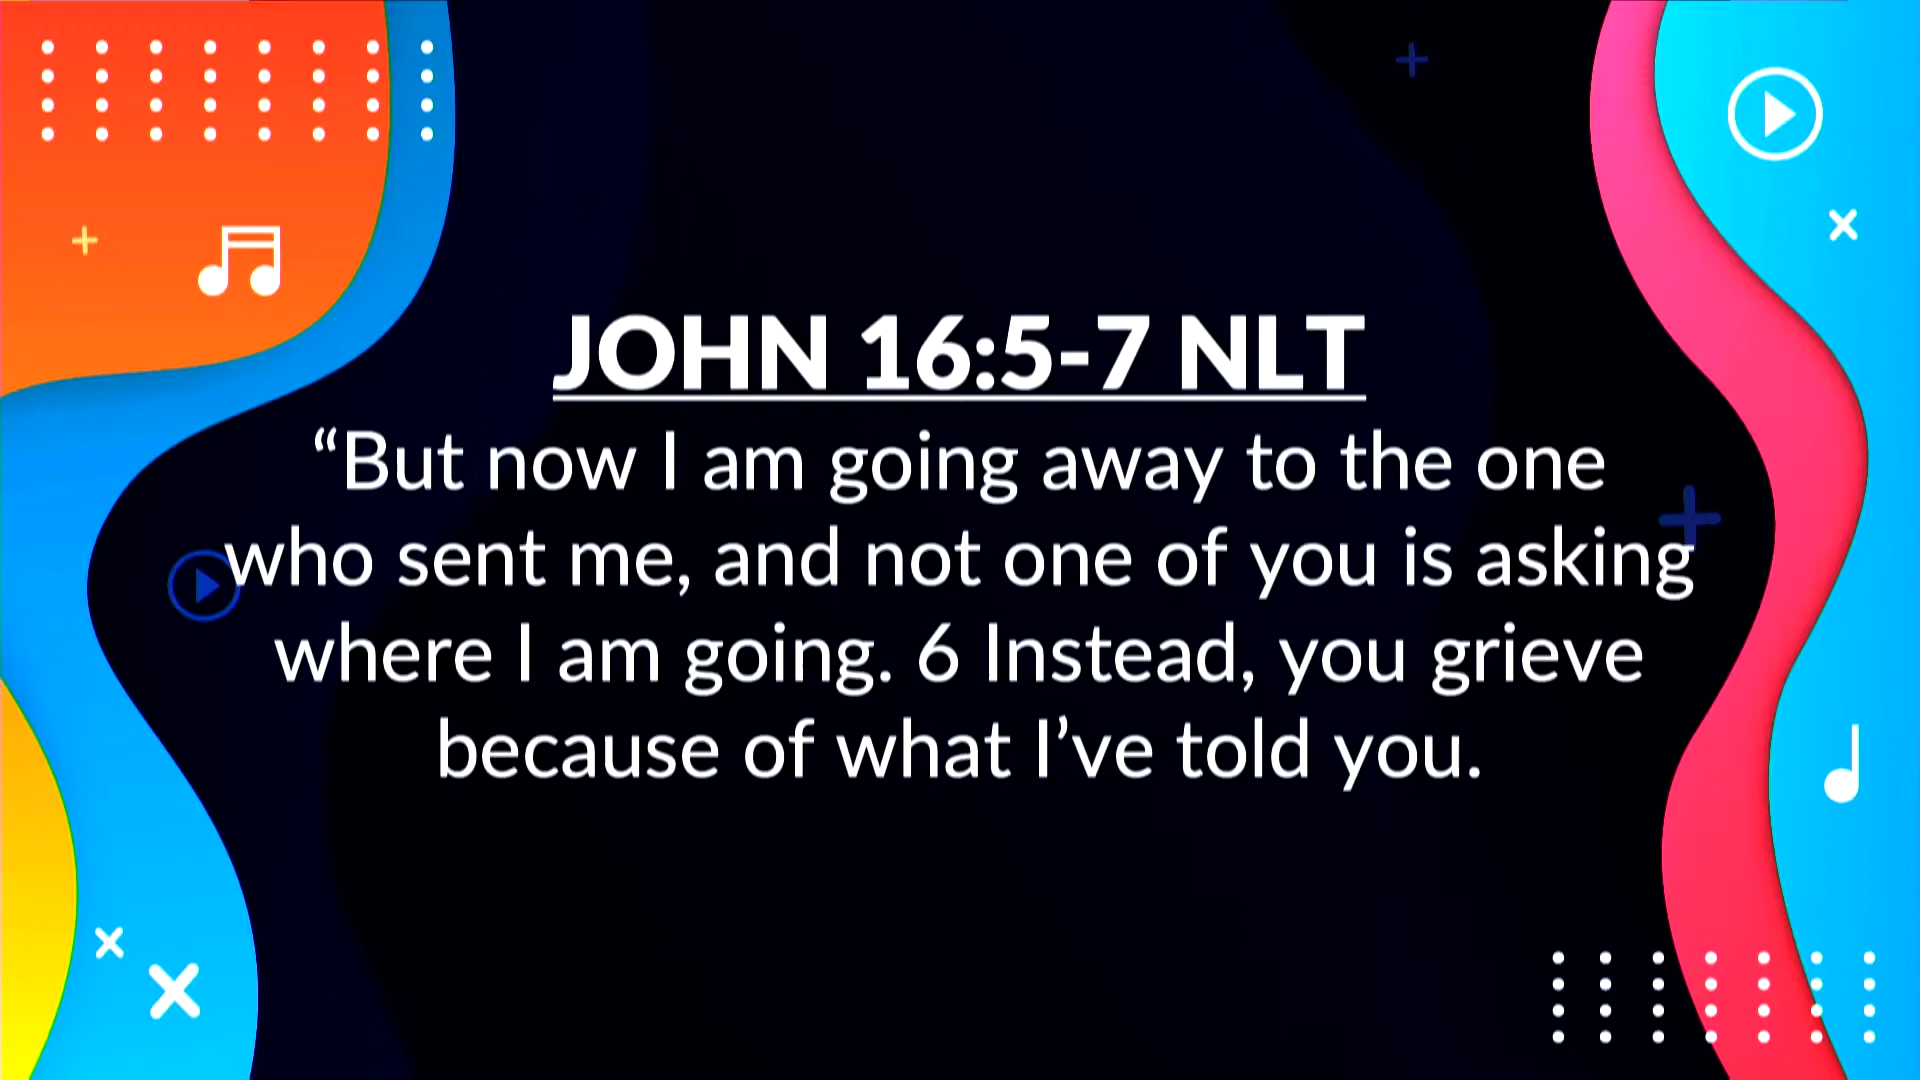 JOHN 16:5-7 NLT
“But now I am going away to the one
who sent me, and not one of you is asking
where I am going. 6 Instead, you grieve
because of what I’ve told you.